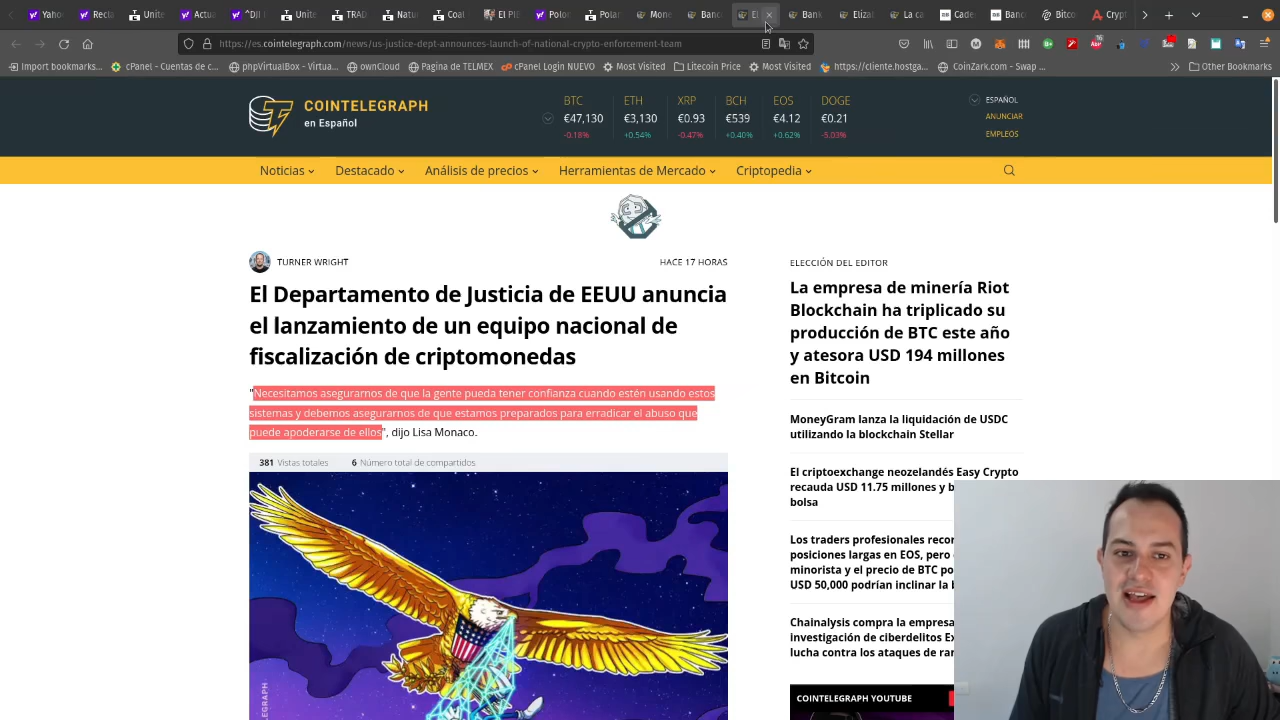 Yaho
Reca
Unite
Actu
^DJI
Unite
Coal
El Fe
Polo
Polar
Mone
Banc
El
Bank
Elizal
La ca
Cade
Banc
Bitco
Crypt
https://es.cointelegraph.com/news/us-justice-dept-announces-launch-of-national-crypto-enforcement-team
Import bookmarks...
cPanel - Cuentas de c...
phpVirtualBox - Virtua...
ownCloud
Pagina de TELMEX
cPanel Login NUEVO
Most Visited
Litecoin Price
Most Visited
https://cliente.hostga...
CoinZark.com - Swap ...
Other Bookmarks
COINTELEGRAPH
en Español
BTC ETH XRP BCH EOS DOGE
€47,130 €3,130 €0.93 €539 €4.12 €0.21
-0.18% +0.54% -0.47% +0.40% +0.62% -5.03%
ESPAÑOL
ANUNCIAR
EMPLEOS
Noticias Destacado Análisis de precios Herramientas de Mercado Criptopedia
TURNER WRIGHT
HACE 17 HORAS
El Departamento de Justicia de EEUU anuncia
el lanzamiento de un equipo nacional de
fiscalización de criptomonedas
"Necesitamos asegurarnos de que la gente pueda tener confianza cuando estén usando estos
sistemas y debemos asegurarnos de que estamos preparados para erradicar el abuso que
puede apoderarse de ellos", dijo Lisa Monaco.
381 Vistas totales 6 Número total de compartidos
EGRAPH
ELECCIÓN DEL EDITOR
La empresa de minería Riot
Blockchain ha triplicado su
producción de BTC este año
y atesora USD 194 millones
en Bitcoin
MoneyGram lanza la liquidación de USDC
utilizando la blockchain Stellar
El criptoexchange neozelandés Easy Crypto
recauda USD 11.75 millones y b
bolsa
Los traders profesionales recor
posiciones largas en EOS, pero
minorista y el precio de BTC po
USD 50,000 podrían inclinar la b
Chainalysis compra la empresa
investigación de ciberdelitos Ex
lucha contra los ataques de ran
COINTELEGRAPH YOUTUBE